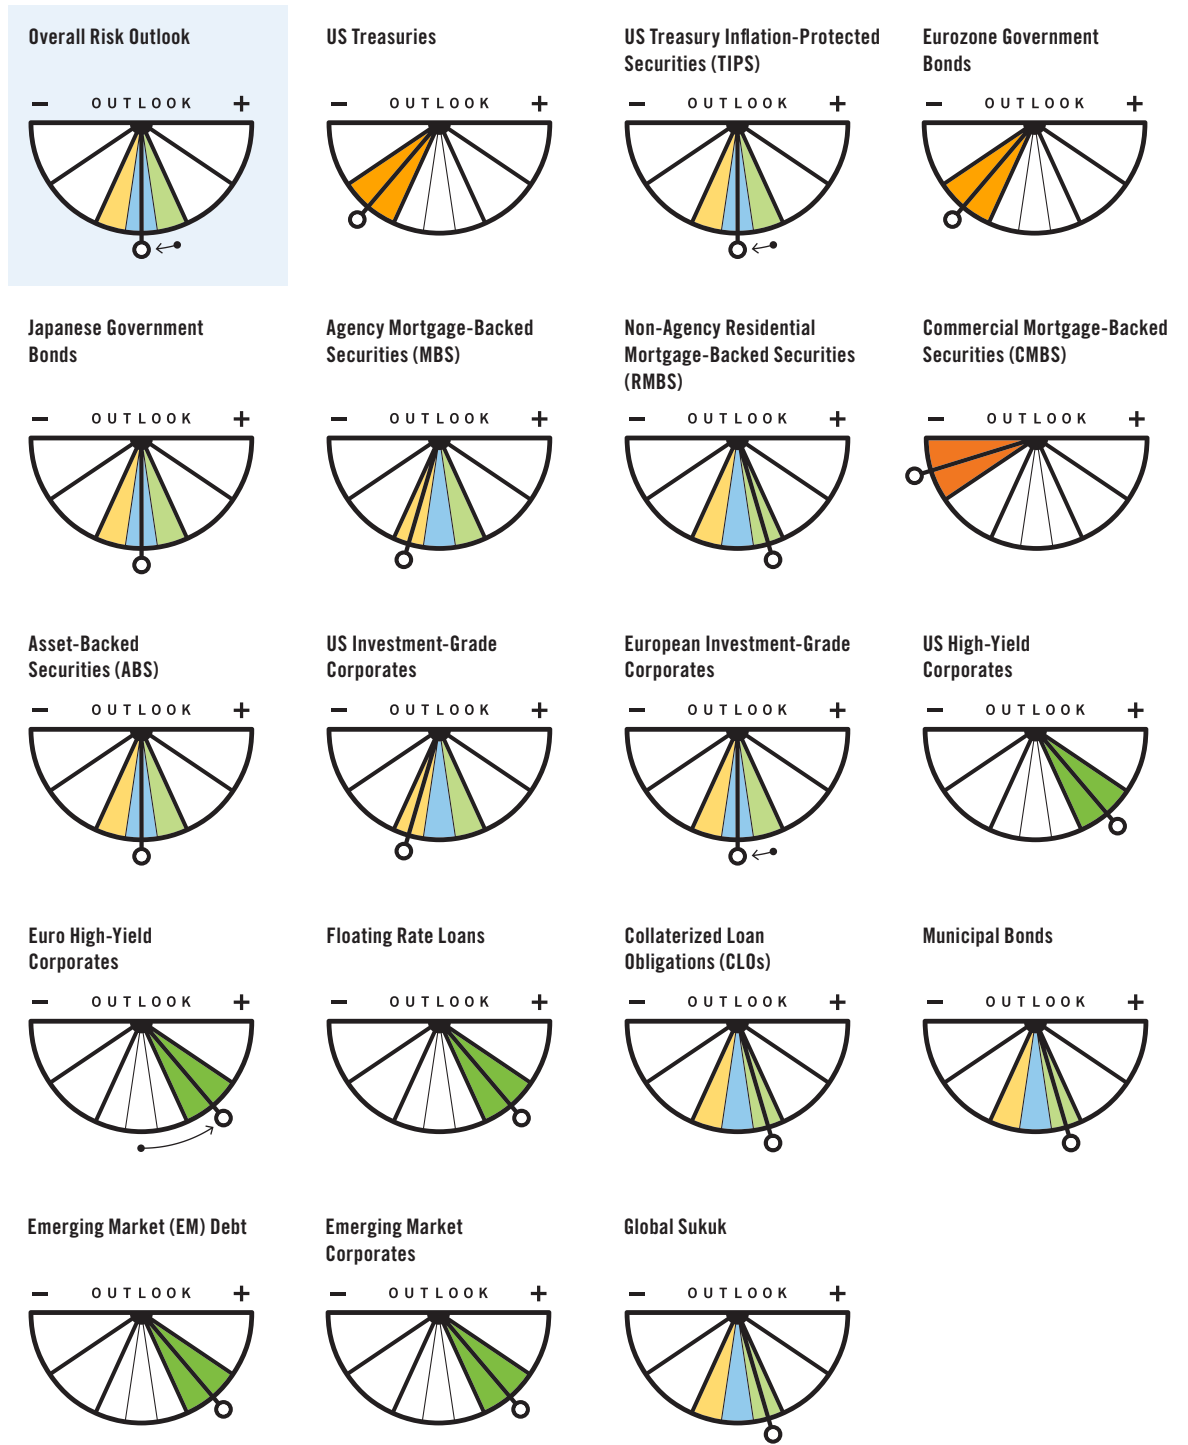 Overall Risk Outlook
− OUTLOOK +
US Treasuries
− OUTLOOK +
US Treasury Inflation-Protected
Securities (TIPS)
− OUTLOOK +
Eurozone Government
Bonds
− OUTLOOK +
Japanese Government
Bonds
− OUTLOOK +
Agency Mortgage-Backed
Securities (MBS)
− OUTLOOK +
Non-Agency Residential
Mortgage-Backed Securities
(RMBS)
− OUTLOOK +
Commercial Mortgage-Backed
Securities (CMBS)
− OUTLOOK +
Asset-Backed
Securities (ABS)
− OUTLOOK +
US Investment-Grade
Corporates
− OUTLOOK +
European Investment-Grade
Corporates
− OUTLOOK +
US High-Yield
Corporates
− OUTLOOK +
Euro High-Yield
Corporates
− OUTLOOK +
Floating Rate Loans
− OUTLOOK +
Collaterized Loan
Obligations (CLOs)
− OUTLOOK +
Municipal Bonds
− OUTLOOK +
Emerging Market (EM) Debt
− OUTLOOK +
Emerging Market
Corporates
− OUTLOOK +
Global Sukuk
− OUTLOOK +